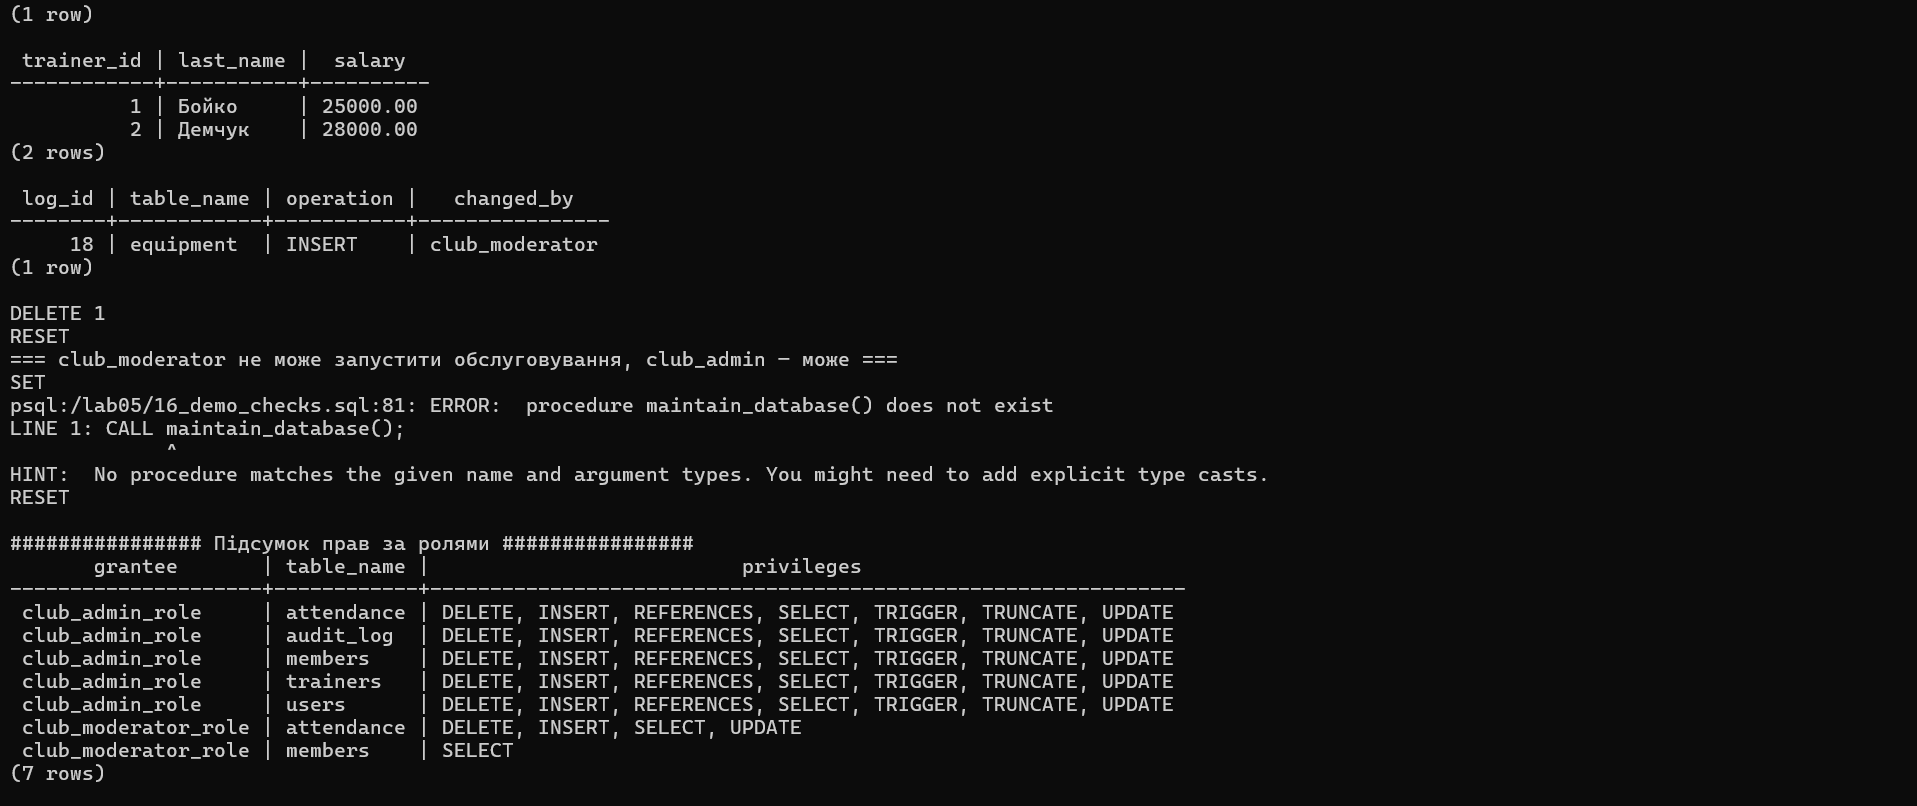 (1 row)

 trainer_id | last_name |  salary
------------+-----------+----------
          1 | Бойко     | 25000.00
          2 | Демчук    | 28000.00
(2 rows)

 log_id | table_name | operation |   changed_by
--------+------------+-----------+----------------
     18 | equipment  | INSERT    | club_moderator
(1 row)

DELETE 1
RESET
=== club_moderator не може запустити обслуговування, club_admin — може ===
SET
psql:/lab05/16_demo_checks.sql:81: ERROR:  procedure maintain_database() does not exist
LINE 1: CALL maintain_database();
             ^
HINT:  No procedure matches the given name and argument types. You might need to add explicit type casts.
RESET

################ Підсумок прав за ролями ################
       grantee       | table_name |                          privileges
---------------------+------------+---------------------------------------------------------------
 club_admin_role     | attendance | DELETE, INSERT, REFERENCES, SELECT, TRIGGER, TRUNCATE, UPDATE
 club_admin_role     | audit_log  | DELETE, INSERT, REFERENCES, SELECT, TRIGGER, TRUNCATE, UPDATE
 club_admin_role     | members    | DELETE, INSERT, REFERENCES, SELECT, TRIGGER, TRUNCATE, UPDATE
 club_admin_role     | trainers   | DELETE, INSERT, REFERENCES, SELECT, TRIGGER, TRUNCATE, UPDATE
 club_admin_role     | users      | DELETE, INSERT, REFERENCES, SELECT, TRIGGER, TRUNCATE, UPDATE
 club_moderator_role | attendance | DELETE, INSERT, SELECT, UPDATE
 club_moderator_role | members    | SELECT
(7 rows)